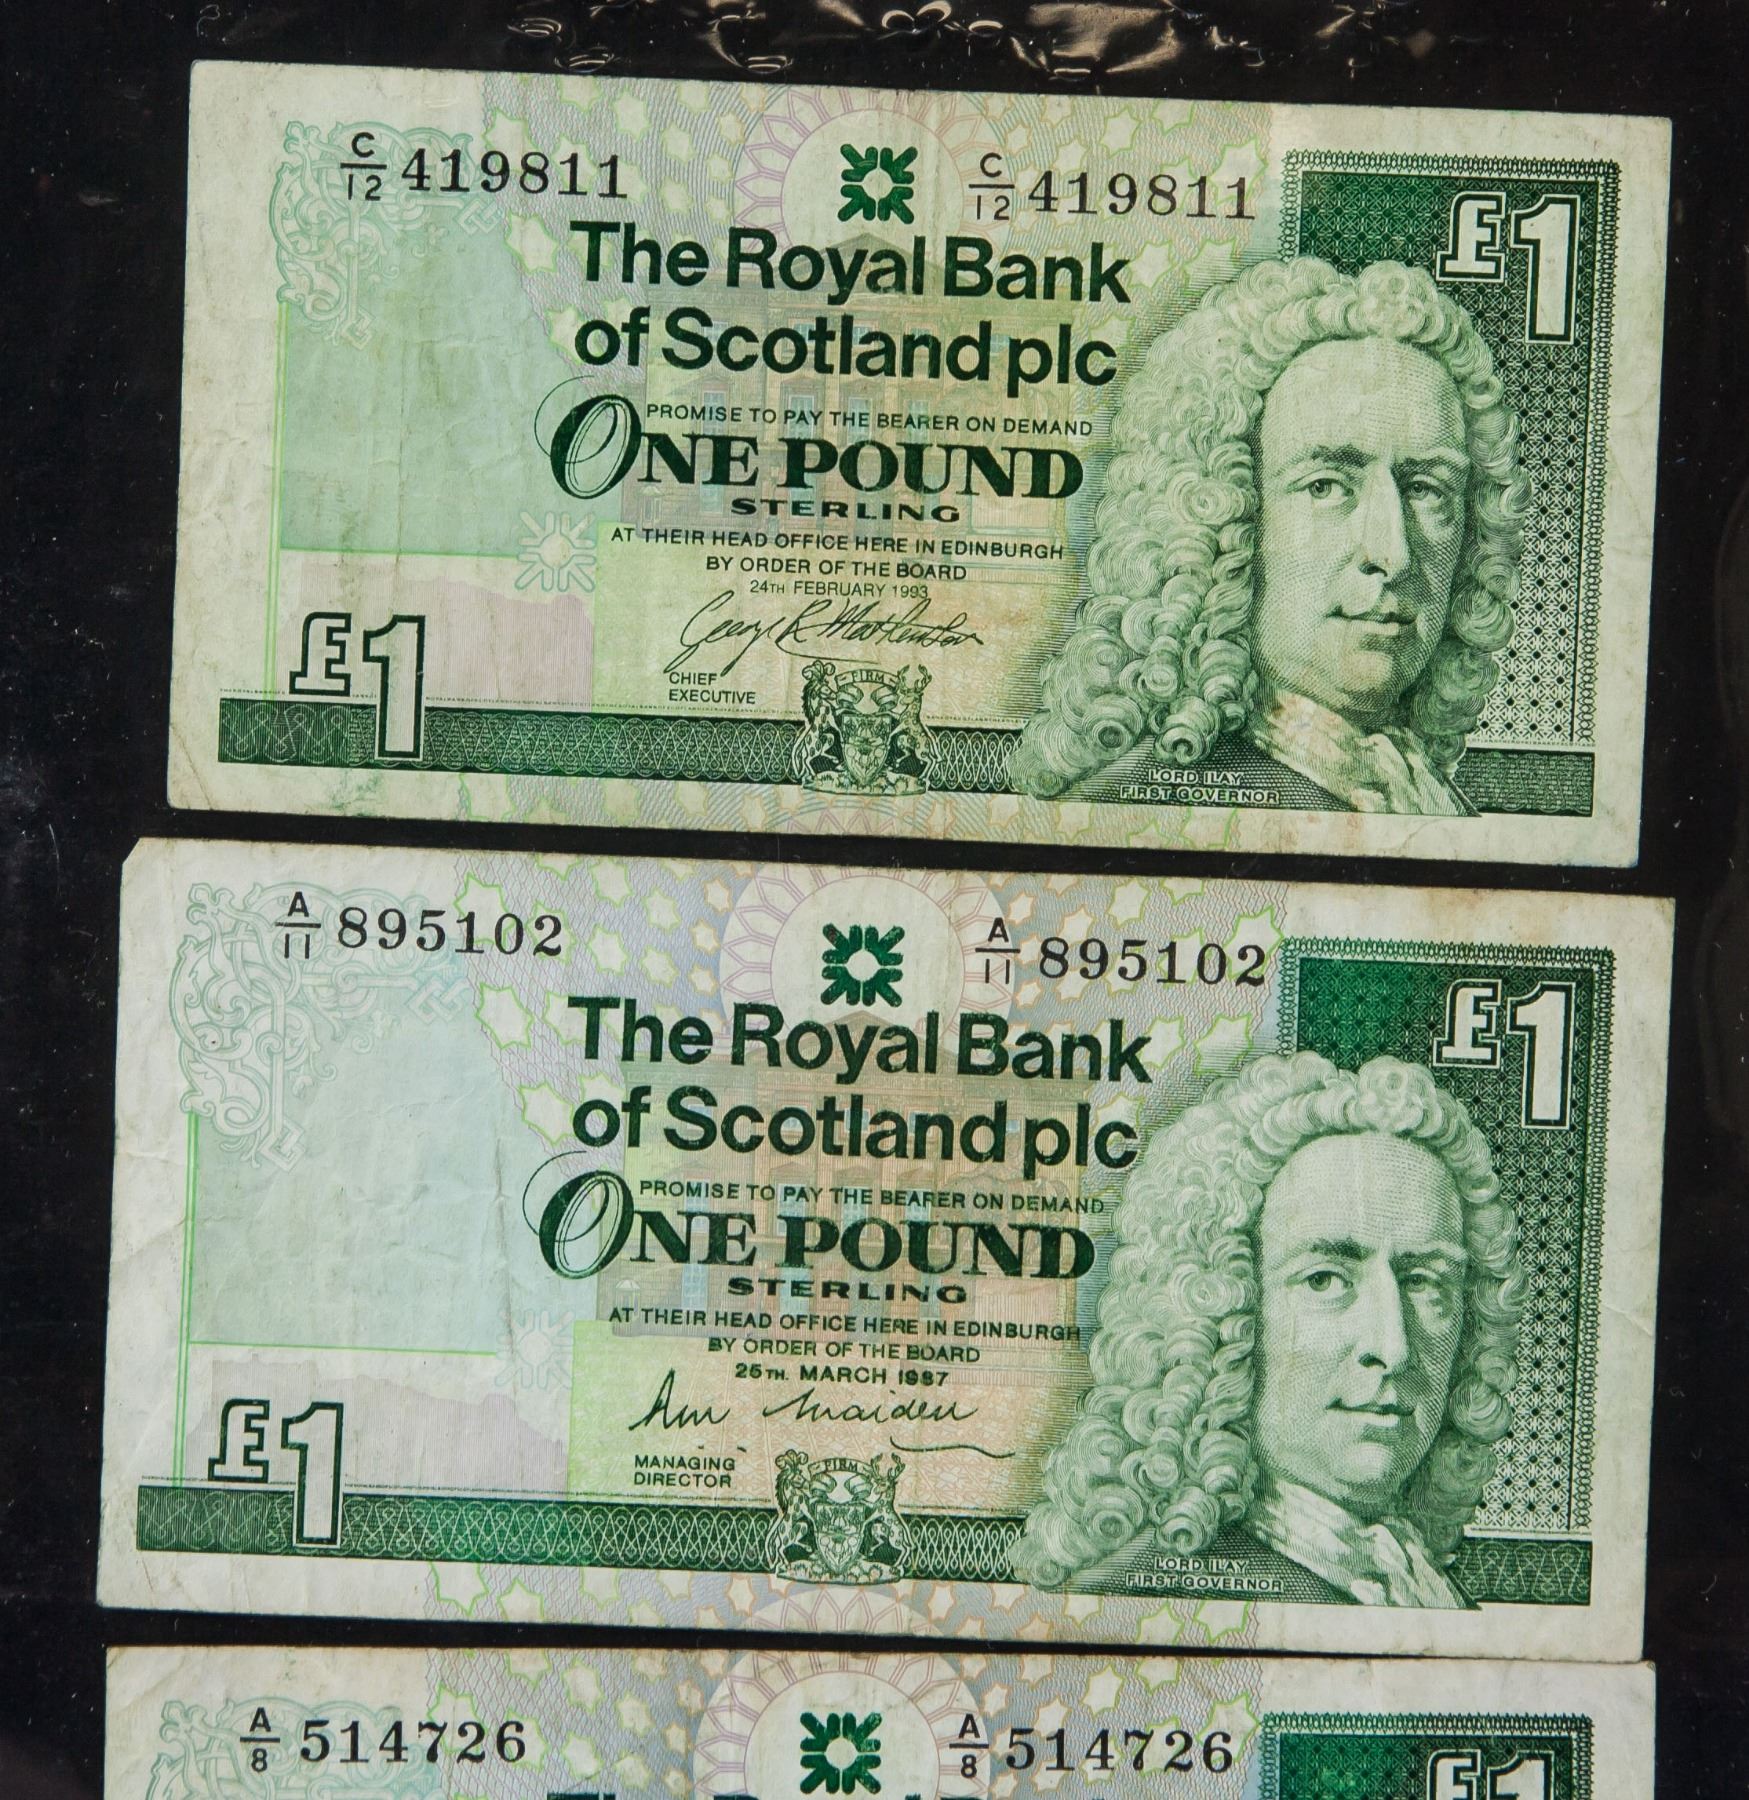 C/12 419811 C/12 419811
£1
The Royal Bank
of Scotland plc
PROMISE TO PAY THE BEARER ON DEMAND
ONE POUND
STERLING
AT THEIR HEAD OFFICE HERE IN EDINBURGH
BY ORDER OF THE BOARD
24TH FEBRUARY 1993
CHIEF
EXECUTIVE
£1
FIRM
LORD ILAY
FIRST GOVERNOR
A/11 895102 A/11 895102
£1
The Royal Bank
of Scotland plc
PROMISE TO PAY THE BEARER ON DEMAND
ONE POUND
STERLING
AT THEIR HEAD OFFICE HERE IN EDINBURGH
BY ORDER OF THE BOARD
25TH. MARCH 1987
MANAGING
DIRECTOR
£1
FIRM
LORD ILAY
FIRST GOVERNOR
A/8 514726 A/8 514726
£1